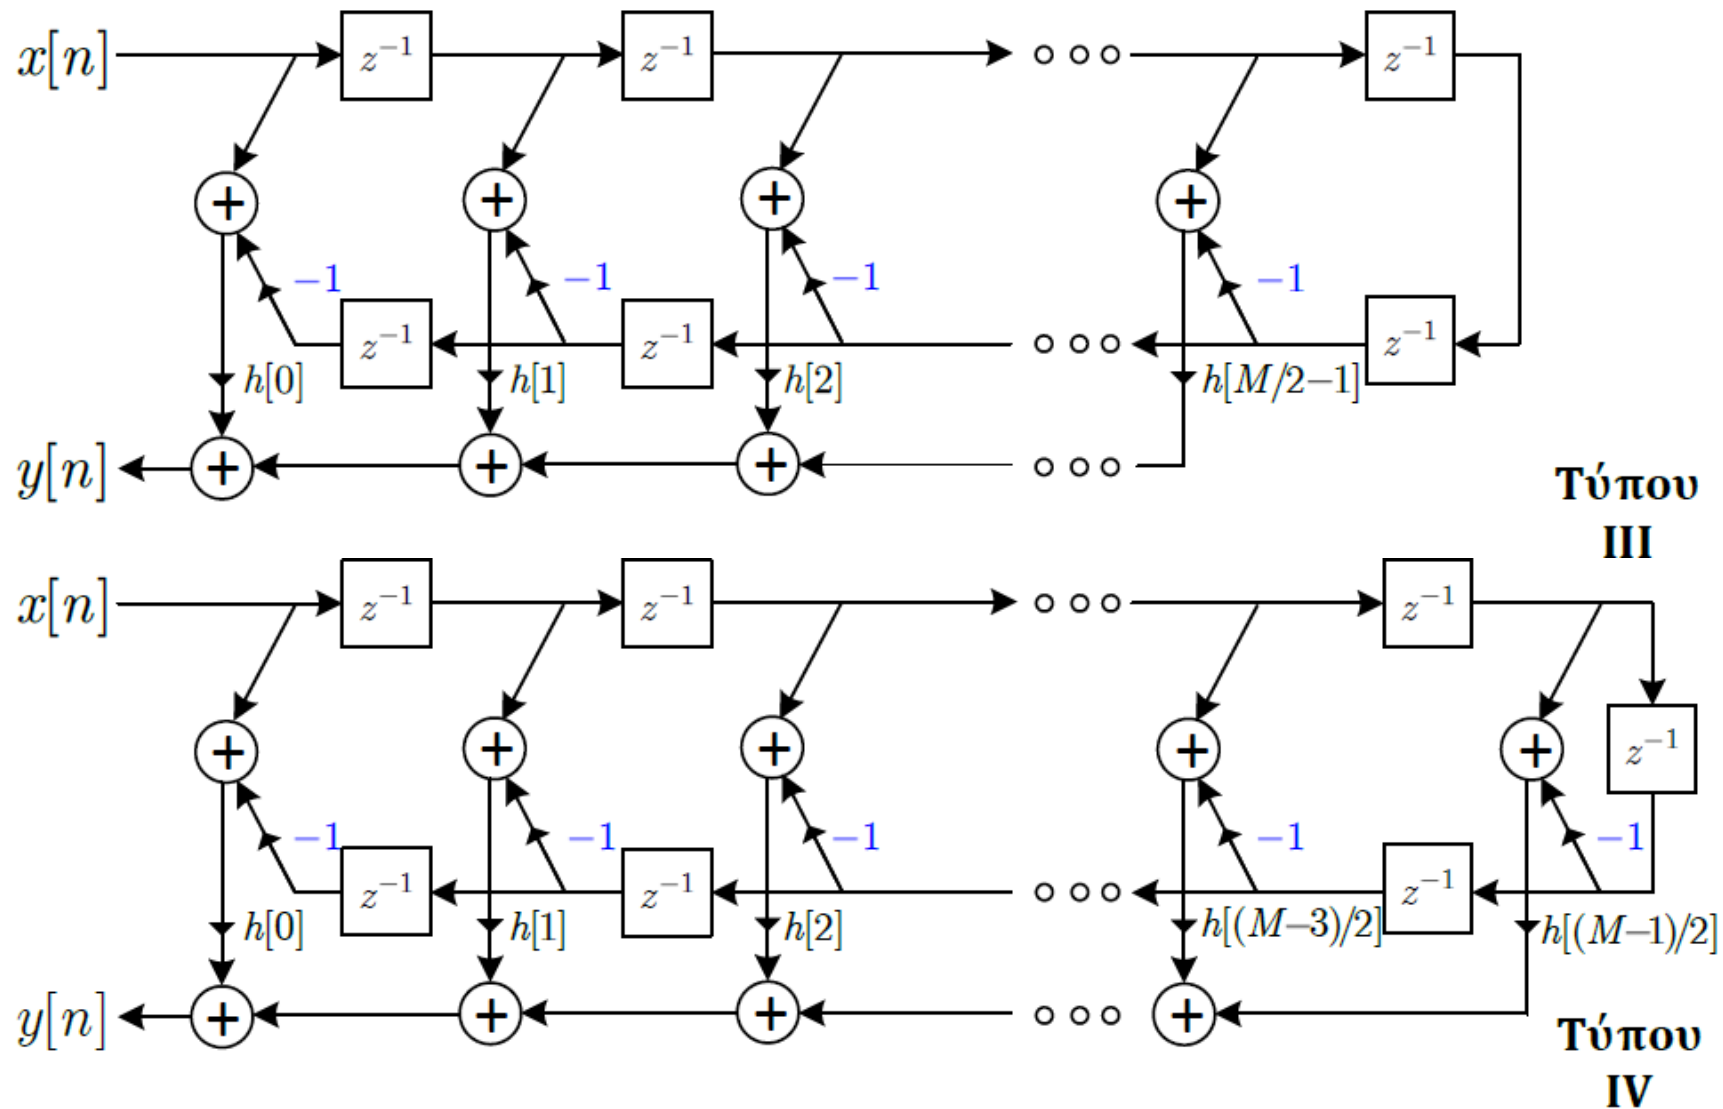 x[n] z⁻¹ z⁻¹ z⁻¹
+ + + +
−1 −1 −1 −1
z⁻¹ z⁻¹ z⁻¹
h[0] h[1] h[2] h[M/2−1]
y[n] + + +
Τύπου
III
x[n] z⁻¹ z⁻¹ z⁻¹
+ + + + + z⁻¹
−1 −1 −1 −1 −1
z⁻¹ z⁻¹ z⁻¹
h[0] h[1] h[2] h[(M−3)/2] h[(M−1)/2]
y[n] + + + +
Τύπου
IV